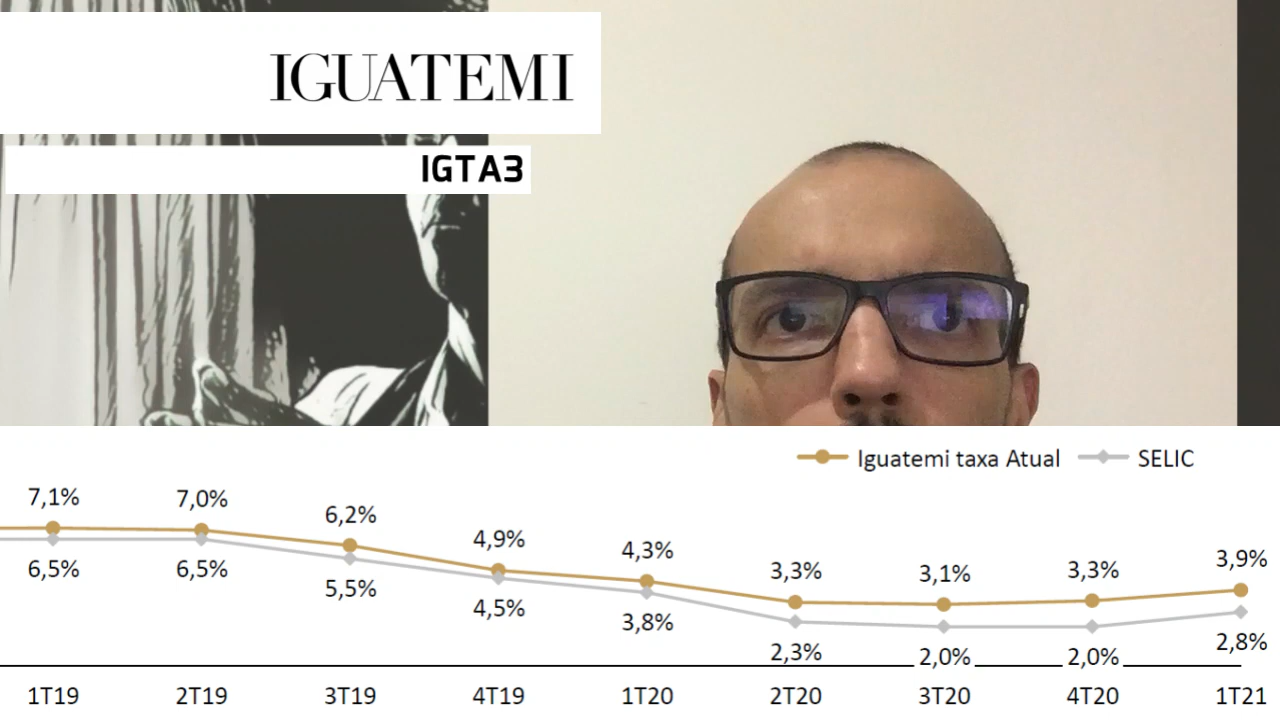 IGUATEMI
IGTA3
Iguatemi taxa Atual SELIC
7,1% 7,0% 6,2% 4,9% 4,3% 3,3% 3,1% 3,3% 3,9%
6,5% 6,5% 5,5% 4,5% 3,8% 2,3% 2,0% 2,0% 2,8%
1T19 2T19 3T19 4T19 1T20 2T20 3T20 4T20 1T21